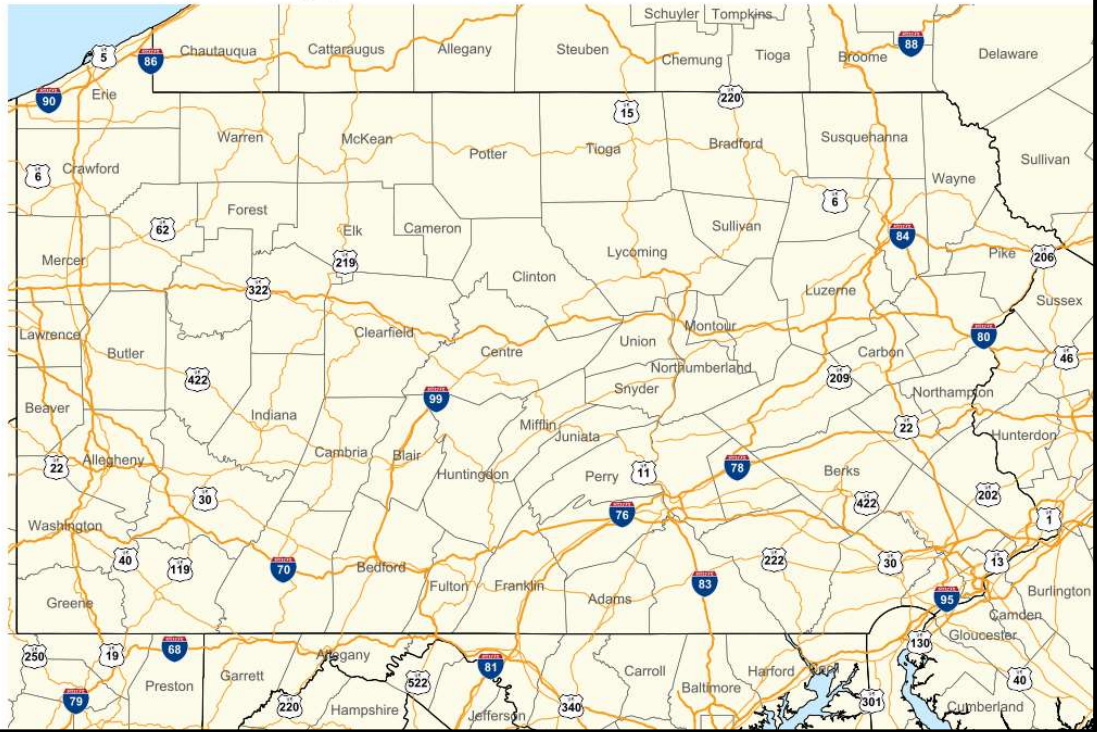 Schuyler
Tompkins
5
86
Chautauqua
Cattaraugus
Allegany
Steuben
Chemung
Tioga
Broome
88
Delaware
90
Erie
15
220
Warren
McKean
Potter
Tioga
Bradford
Susquehanna
6
Crawford
Sullivan
Wayne
62
Forest
Elk
Cameron
Sullivan
6
84
Mercer
219
Lycoming
Pike
206
322
Clinton
Luzerne
Sussex
Lawrence
Butler
Clearfield
Centre
Union
Montour
80
46
422
99
Snyder
Northumberland
209
Carbon
Northampton
Beaver
Indiana
Mifflin
Juniata
22
Hunterdon
22
Allegheny
Cambria
Blair
Huntingdon
Perry
11
78
Berks
30
76
422
202
1
Washington
40
119
70
Bedford
Fulton
Franklin
Adams
83
222
30
13
95
Burlington
Greene
Camden
Gloucester
250
19
68
Allegany
81
Carroll
Harford
Cecil
130
79
Preston
Garrett
220
Hampshire
522
Jefferson
340
Baltimore
301
40
Cumberland